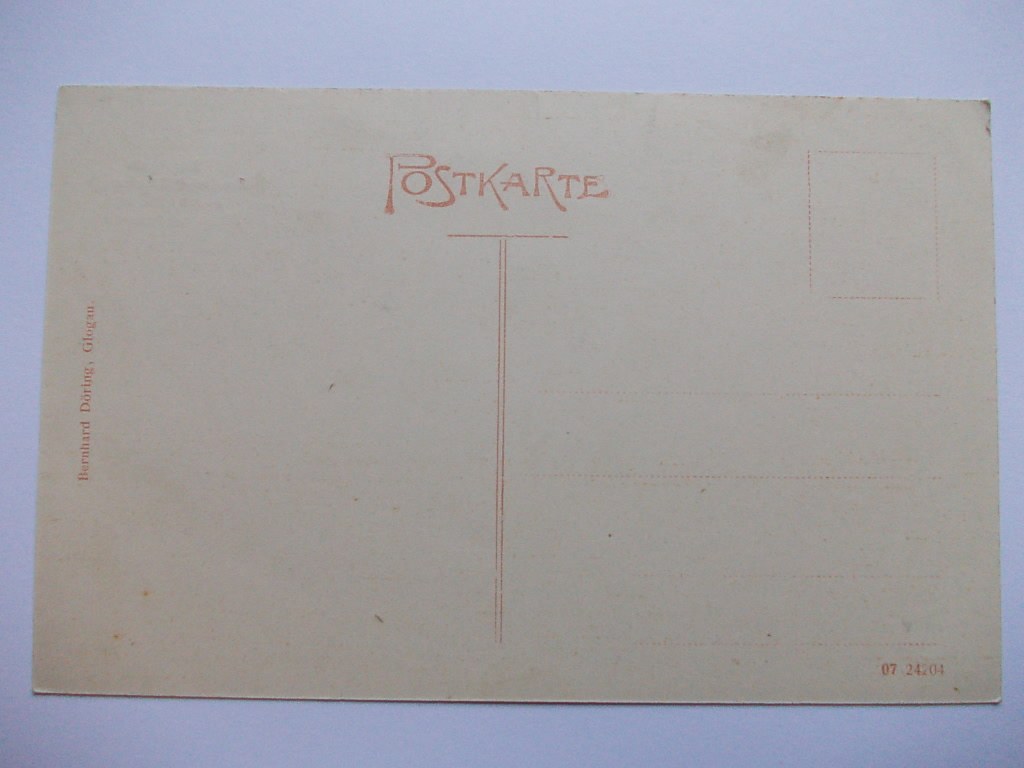 POSTKARTE
Bernhard Döring, Glogau.
07 24204